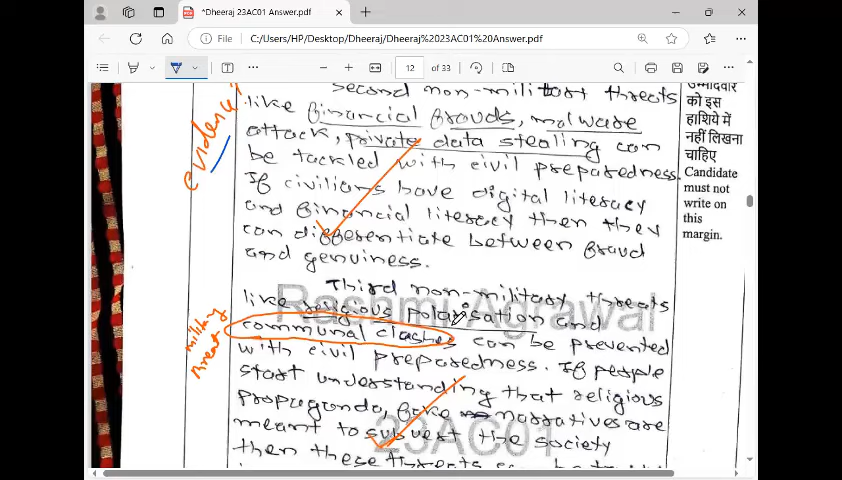 *Dheeraj 23AC01 Answer.pdf
File
C:/Users/HP/Desktop/Dheeraj/Dheeraj%2023AC01%20Answer.pdf
12 of 33
second non-military threats
like financial frauds, malware
attack, private data stealing can
be tackled with civil preparedness.
If civilians have digital literacy
and financial literacy then they
can differentiate between fraud
and genuiness.
Third non-military threats
like religious polarisation and
communal clashes can be prevented
with civil preparedness. If people
start understanding that religious
propaganda, fake narratives are
meant to subvert the society
then these threats
evidence
military
threat
Rashmi Agrawal
23AC01
उम्मीदवार
को इस
हाशिये में
नहीं लिखना
चाहिए
Candidate
must not
write on
this
margin.